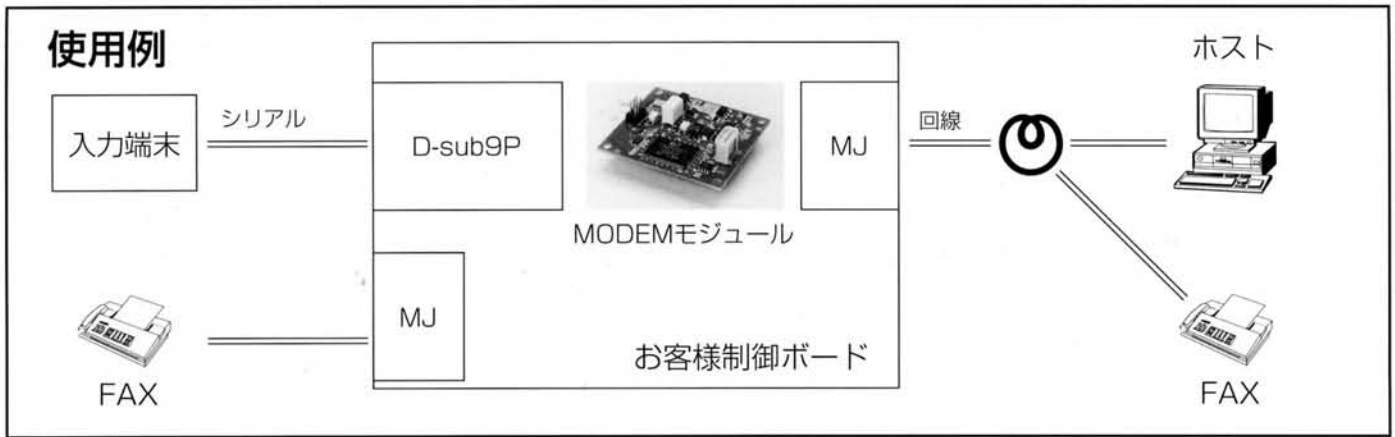 使用例
入力端末
シリアル
D-sub9P
MODEMモジュール
MJ
回線
ホスト
FAX
MJ
お客様制御ボード
FAX